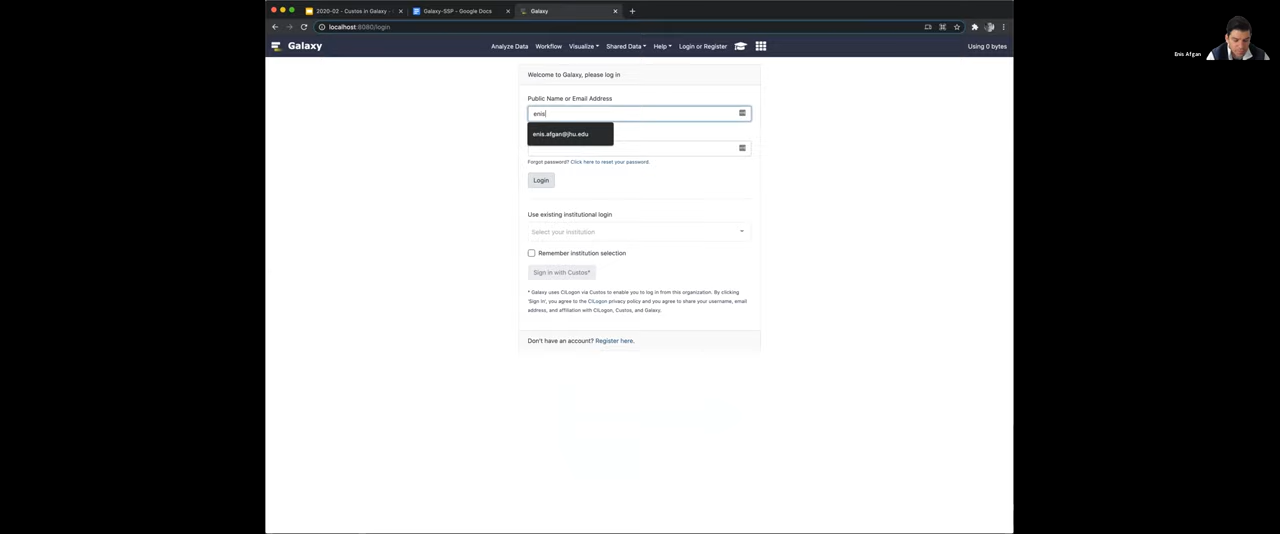 2020-02 - Custos in Galaxy -
Galaxy-SSP - Google Docs
Galaxy
localhost:8080/login
Galaxy
Analyze Data
Workflow
Visualize
Shared Data
Help
Login or Register
Using 0 bytes
Enis Afgan
Welcome to Galaxy, please log in
Public Name or Email Address
enis
enis.afgan@jhu.edu
Forgot password? Click here to reset your password.
Login
Use existing institutional login
Select your institution
Remember institution selection
Sign in with Custos*
* Galaxy uses CILogon via Custos to enable you to log in from this organization. By clicking
'Sign In', you agree to the CILogon privacy policy and you agree to share your username, email
address, and affiliation with CILogon, Custos, and Galaxy.
Don't have an account? Register here.